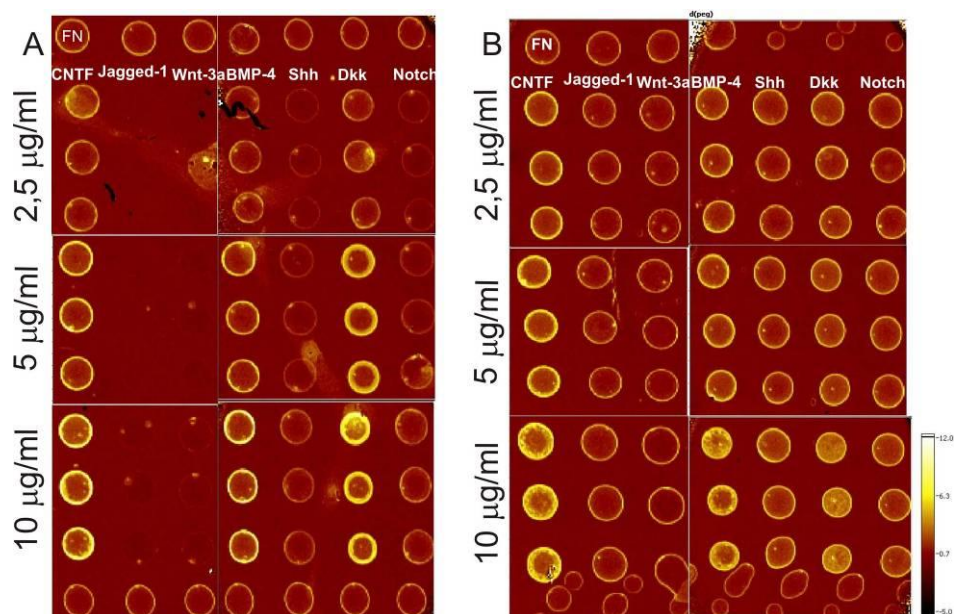 A
FN
CNTF Jagged-1 Wnt-3a BMP-4 Shh Dkk Notch
2,5 µg/ml
5 µg/ml
10 µg/ml
B
d(peg)
FN
CNTF Jagged-1 Wnt-3a BMP-4 Shh Dkk Notch
2,5 µg/ml
5 µg/ml
10 µg/ml
12.0
6.3
0.7
-5.0